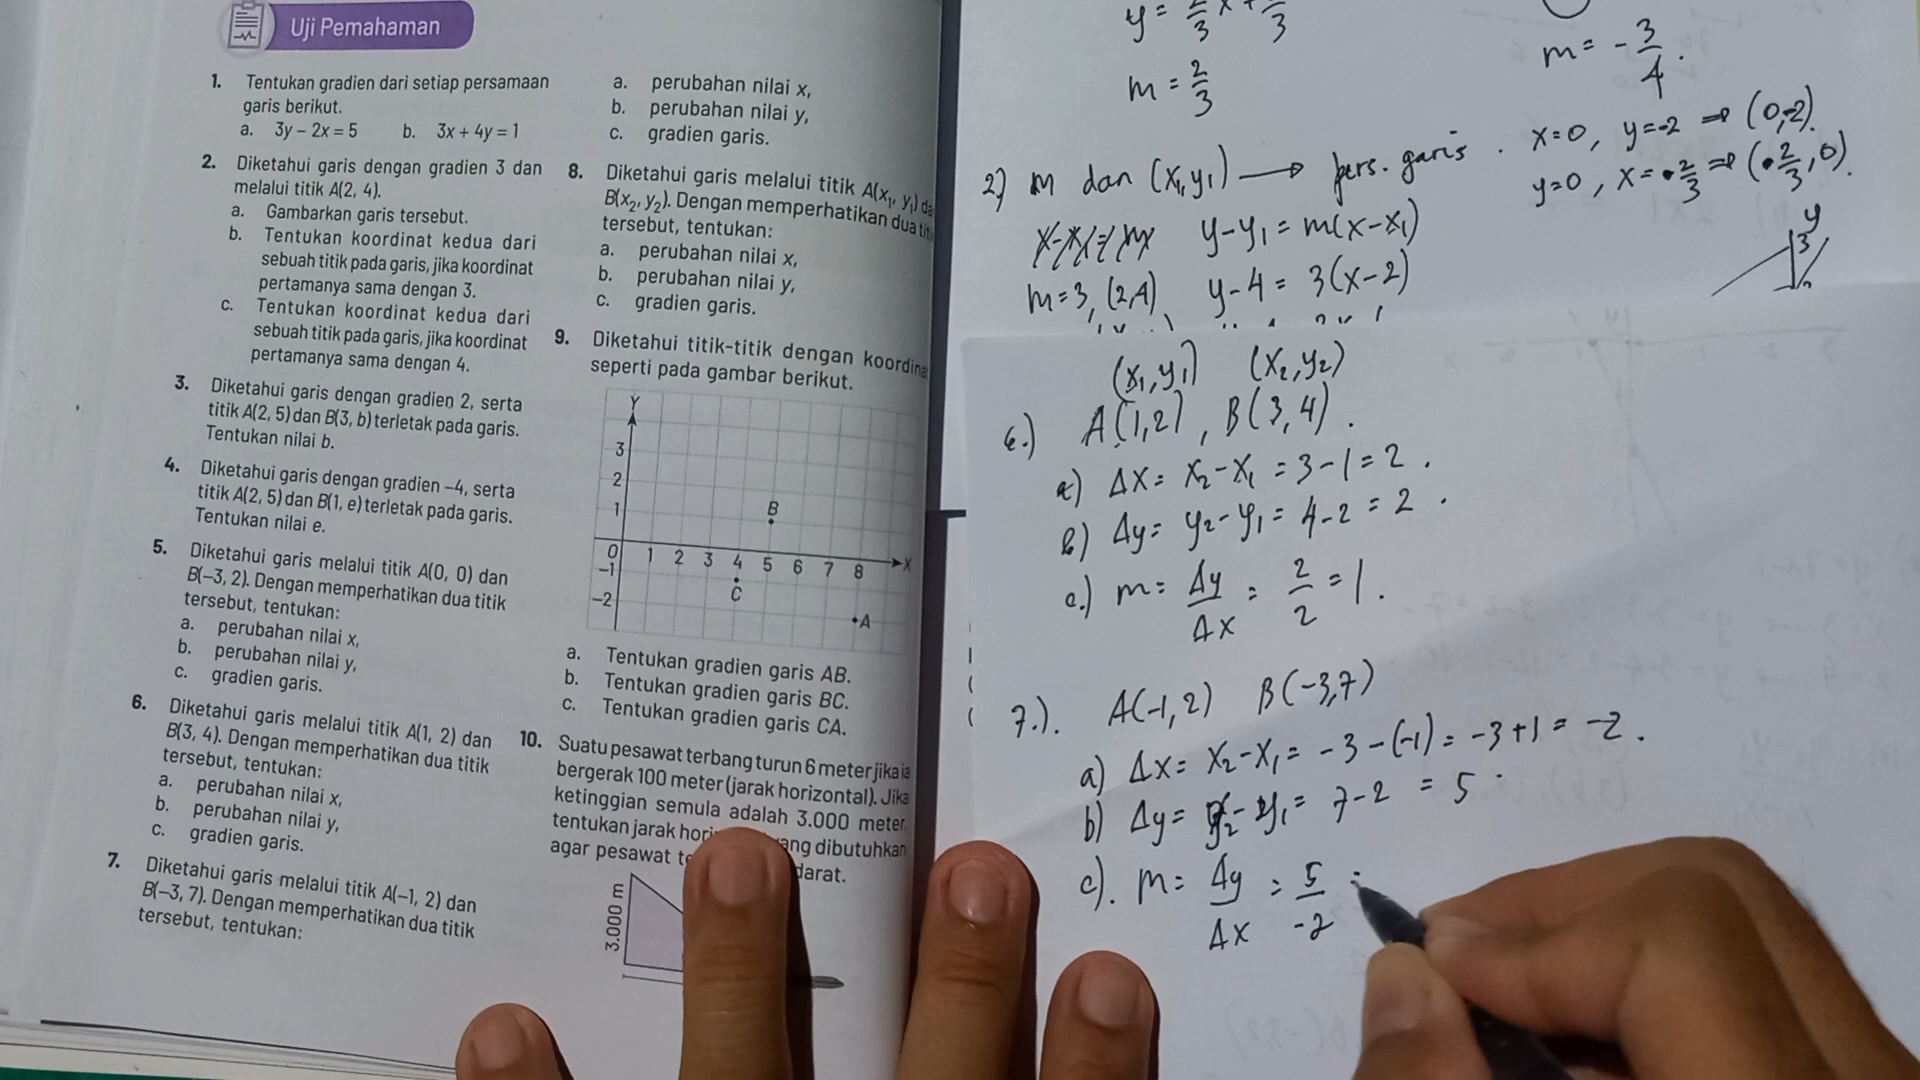 Uji Pemahaman
1. Tentukan gradien dari setiap persamaan
garis berikut.
a. 3y – 2x = 5 b. 3x + 4y = 1
2. Diketahui garis dengan gradien 3 dan
melalui titik A(2, 4).
a. Gambarkan garis tersebut.
b. Tentukan koordinat kedua dari
sebuah titik pada garis, jika koordinat
pertamanya sama dengan 3.
c. Tentukan koordinat kedua dari
sebuah titik pada garis, jika koordinat
pertamanya sama dengan 4.
3. Diketahui garis dengan gradien 2, serta
titik A(2, 5) dan B(3, b) terletak pada garis.
Tentukan nilai b.
4. Diketahui garis dengan gradien –4, serta
titik A(2, 5) dan B(1, e) terletak pada garis.
Tentukan nilai e.
5. Diketahui garis melalui titik A(0, 0) dan
B(–3, 2). Dengan memperhatikan dua titik
tersebut, tentukan:
a. perubahan nilai x,
b. perubahan nilai y,
c. gradien garis.
6. Diketahui garis melalui titik A(1, 2) dan
B(3, 4). Dengan memperhatikan dua titik
tersebut, tentukan:
a. perubahan nilai x,
b. perubahan nilai y,
c. gradien garis.
7. Diketahui garis melalui titik A(–1, 2) dan
B(–3, 7). Dengan memperhatikan dua titik
tersebut, tentukan:
a. perubahan nilai x,
b. perubahan nilai y,
c. gradien garis.
8. Diketahui garis melalui titik A(x₁, y₁)
B(x₂, y₂). Dengan memperhatikan dua
tersebut, tentukan:
a. perubahan nilai x,
b. perubahan nilai y,
c. gradien garis.
9. Diketahui titik-titik dengan
seperti pada gambar berikut.
Y
3
2
1
B
0 1 2 3 4 5 6 7 8 X
–1
C
–2
A
a. Tentukan gradien garis AB.
b. Tentukan gradien garis BC.
c. Tentukan gradien garis CA.
10. Suatu pesawat terbang turun 6 meter jika ia
bergerak 100 meter (jarak horizontal). Jika
ketinggian semula adalah 3.000 meter,
tentukan jarak yang dibutuhkan
agar pesawat darat.
3.000 m
m = 2/3
m = - 3/4 .
2) m dan (x₁,y₁) → pers. garis .
x=0, y=-2 ⇒ (0,-2).
y=0, x= 2/3 ⇒ (2/3, 0).
y-y₁ = m(x-x₁)
m=3, (2,4) y-4 = 3(x-2)
y
3
(x₁,y₁) (x₂,y₂)
6.) A(1,2), B(3,4).
a) Δx = x₂-x₁ = 3-1 = 2 .
b) Δy = y₂-y₁ = 4-2 = 2 .
c.) m = Δy/Δx = 2/2 = 1 .
7.). A(-1,2) B(-3,7)
a) Δx = x₂-x₁ = -3-(-1) = -3+1 = -2 .
b) Δy = y₂-y₁ = 7-2 = 5 .
c). m = Δy/Δx = 5/-2